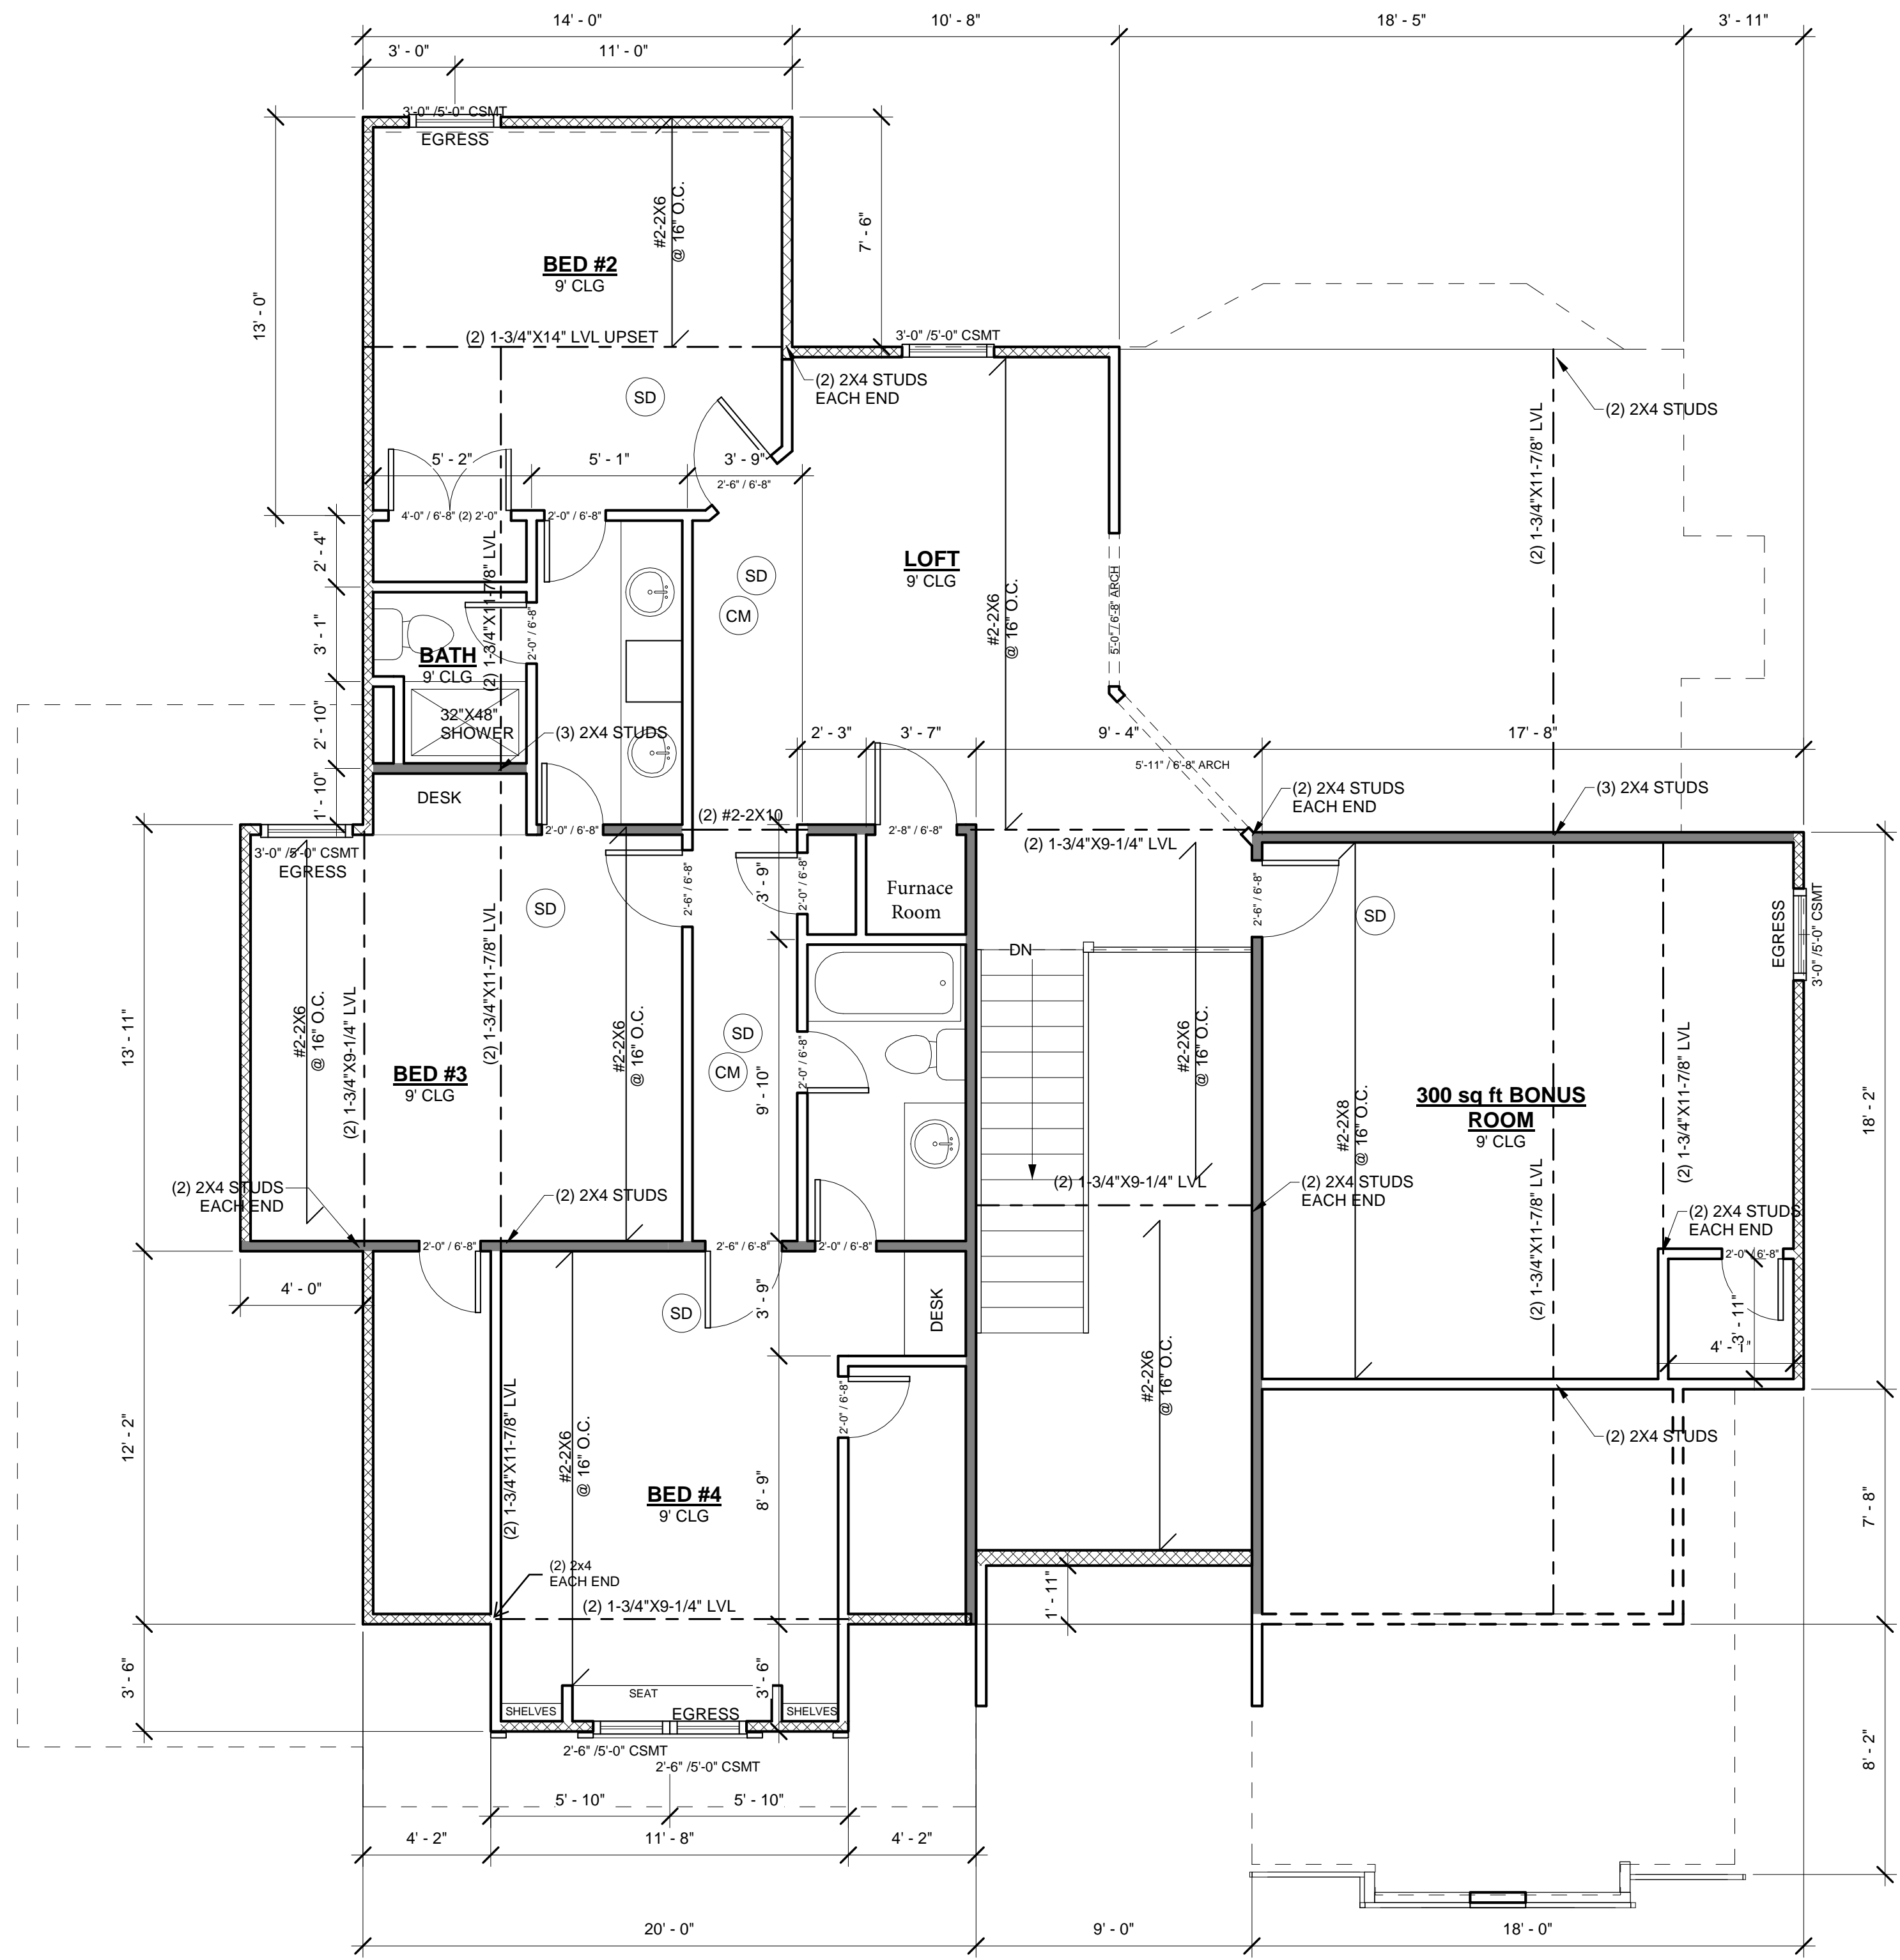 14' - 0"
10' - 8"
18' - 5"
3' - 11"
3' - 0"
11' - 0"
3'-0" /5'-0" CSMT
EGRESS
#2-2X6
@ 16" O.C.
7' - 6"
13' - 0"
BED #2
9' CLG
(2) 1-3/4"X14" LVL UPSET
3'-0" /5'-0" CSMT
(2) 2X4 STUDS
EACH END
SD
(2) 2X4 STUDS
(2) 1-3/4"X11-7/8" LVL
5' - 2"
5' - 1"
3' - 9"
2'-6" / 6'-8"
4'-0" / 6'-8" (2) 2'-0"
2'-0" / 6'-8"
2' - 4"
(2) 1-3/4"X11-7/8" LVL
LOFT
9' CLG
SD
CM
#2-2X6
@ 16" O.C.
5'-0" / 6'-8" ARCH
3' - 1"
BATH
9' CLG
2'-0" / 6'-8"
2' - 10"
32"X48"
SHOWER
(3) 2X4 STUDS
2' - 3"
3' - 7"
9' - 4"
17' - 8"
5'-11" / 6'-8" ARCH
1' - 10"
DESK
(2) 2X4 STUDS
EACH END
(3) 2X4 STUDS
2'-0" / 6'-8"
(2) #2-2X10
2'-8" / 6'-8"
(2) 1-3/4"X9-1/4" LVL
3'-0" /5'-0" CSMT
EGRESS
2'-6" / 6'-8"
3' - 9"
2'-0" / 6'-8"
Furnace
Room
2'-6" / 6'-8"
SD
SD
EGRESS
3'-0" /5'-0" CSMT
DN
13' - 11"
#2-2X6
@ 16" O.C.
(2) 1-3/4"X9-1/4" LVL
(2) 1-3/4"X11-7/8" LVL
#2-2X6
@ 16" O.C.
SD
CM
9' - 10"
2'-0" / 6'-8"
#2-2X6
@ 16" O.C.
BED #3
9' CLG
#2-2X8
@ 16" O.C.
300 sq ft BONUS
ROOM
9' CLG
(2) 1-3/4"X11-7/8" LVL
(2) 1-3/4"X11-7/8" LVL
18' - 2"
(2) 2X4 STUDS
EACH END
(2) 2X4 STUDS
(2) 1-3/4"X9-1/4" LVL
(2) 2X4 STUDS
EACH END
(2) 2X4 STUDS
EACH END
2'-0" / 6'-8"
2'-6" / 6'-8"
2'-0" / 6'-8"
2'-0" / 6'-8"
4' - 0"
SD
3' - 9"
DESK
3' - 11"
4' - 1"
#2-2X6
@ 16" O.C.
2'-0" / 6'-8"
12' - 2"
(2) 1-3/4"X11-7/8" LVL
#2-2X6
@ 16" O.C.
(2) 2X4 STUDS
BED #4
9' CLG
8' - 9"
7' - 8"
(2) 2x4
EACH END
(2) 1-3/4"X9-1/4" LVL
1' - 11"
3' - 6"
SEAT
3' - 6"
SHELVES
EGRESS
SHELVES
2'-6" /5'-0" CSMT
2'-6" /5'-0" CSMT
8' - 2"
5' - 10"
5' - 10"
4' - 2"
11' - 8"
4' - 2"
20' - 0"
9' - 0"
18' - 0"